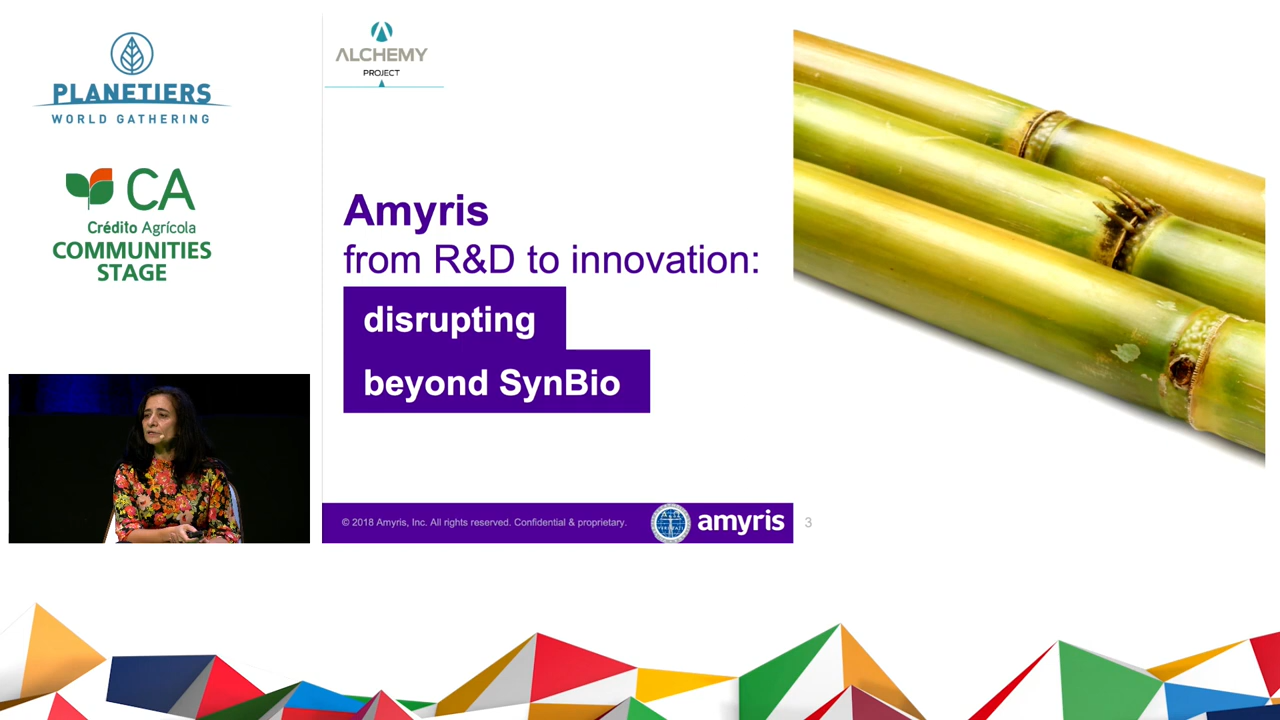 PLANETIERS
WORLD GATHERING
CA
Crédito Agrícola
COMMUNITIES
STAGE
ALCHEMY
PROJECT
Amyris
from R&D to innovation:
disrupting
beyond SynBio
© 2018 Amyris, Inc. All rights reserved. Confidential & proprietary.
amyris
3